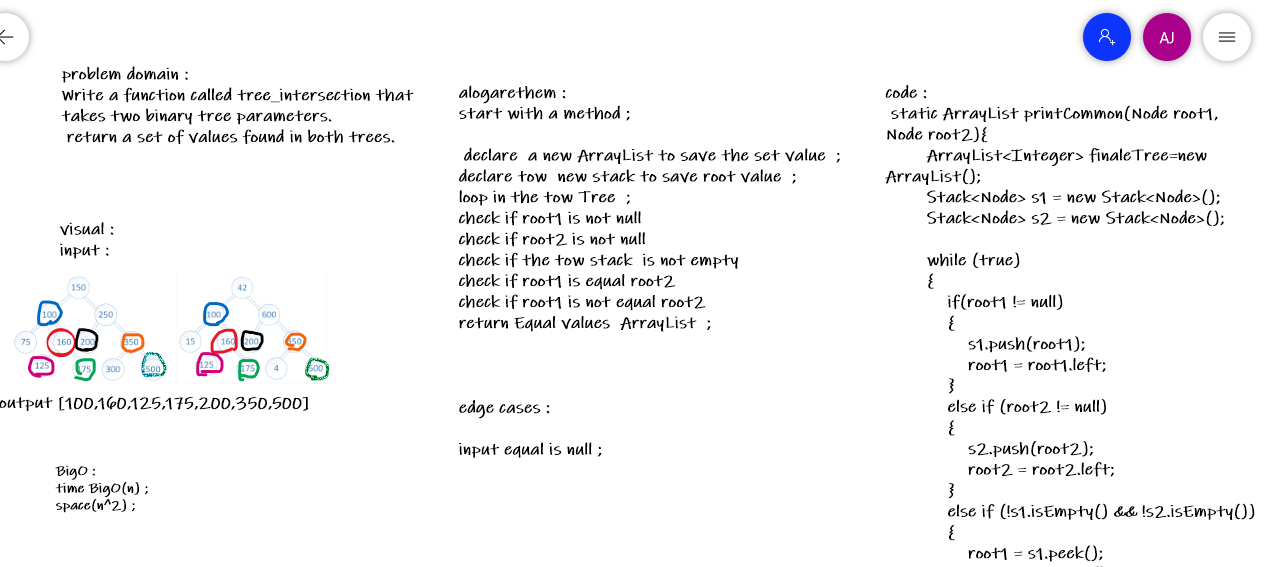 AJ
problem domain :
Write a function called tree_intersection that
takes two binary tree parameters.
return a set of values found in both trees.
visual :
input :
150
100 250
75 160 200 350
125 175 300 500
42
100 600
15 160 200 350
125 175 4 500
output [100,160,125,175,200,350,500]
BigO :
time BigO(n) ;
space(n^2) ;
alogarethem :
start with a method ;
declare a new ArrayList to save the set value ;
declare tow new stack to save root value ;
loop in the tow Tree ;
check if root1 is not null
check if root2 is not null
check if the tow stack is not empty
check if root1 is equal root2
check if root1 is not equal root2
return Equal values ArrayList ;
edge cases :
input equal is null ;
code :
static ArrayList printCommon(Node root1,
Node root2){
ArrayList<Integer> finaleTree=new
ArrayList();
Stack<Node> s1 = new Stack<Node>();
Stack<Node> s2 = new Stack<Node>();
while (true)
{
if(root1 != null)
{
s1.push(root1);
root1 = root1.left;
}
else if (root2 != null)
{
s2.push(root2);
root2 = root2.left;
}
else if (!s1.isEmpty() && !s2.isEmpty())
{
root1 = s1.peek();